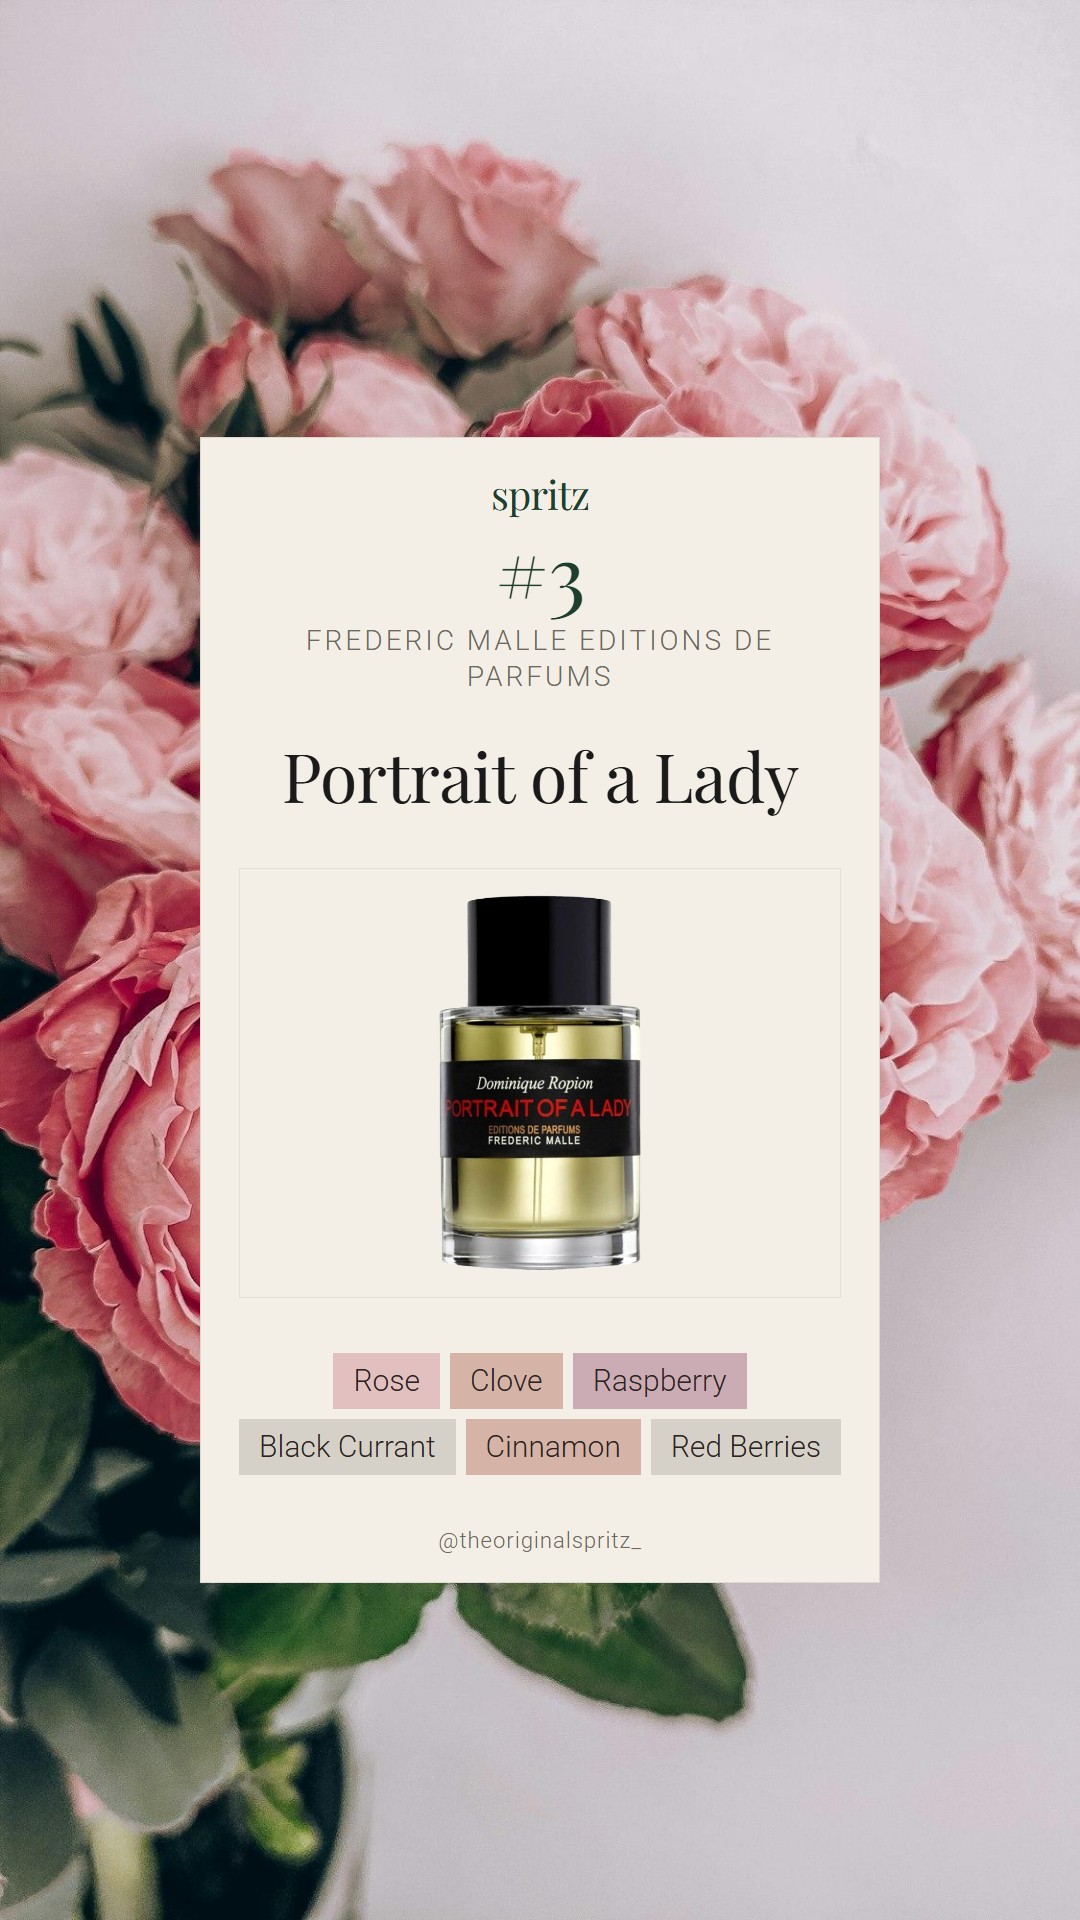 spritz
#3
FREDERIC MALLE EDITIONS DE
PARFUMS
Portrait of a Lady
Dominique Ropion
PORTRAIT OF A LADY
EDITIONS DE PARFUMS
FREDERIC MALLE
Rose Clove Raspberry
Black Currant Cinnamon Red Berries
@theoriginalspritz_